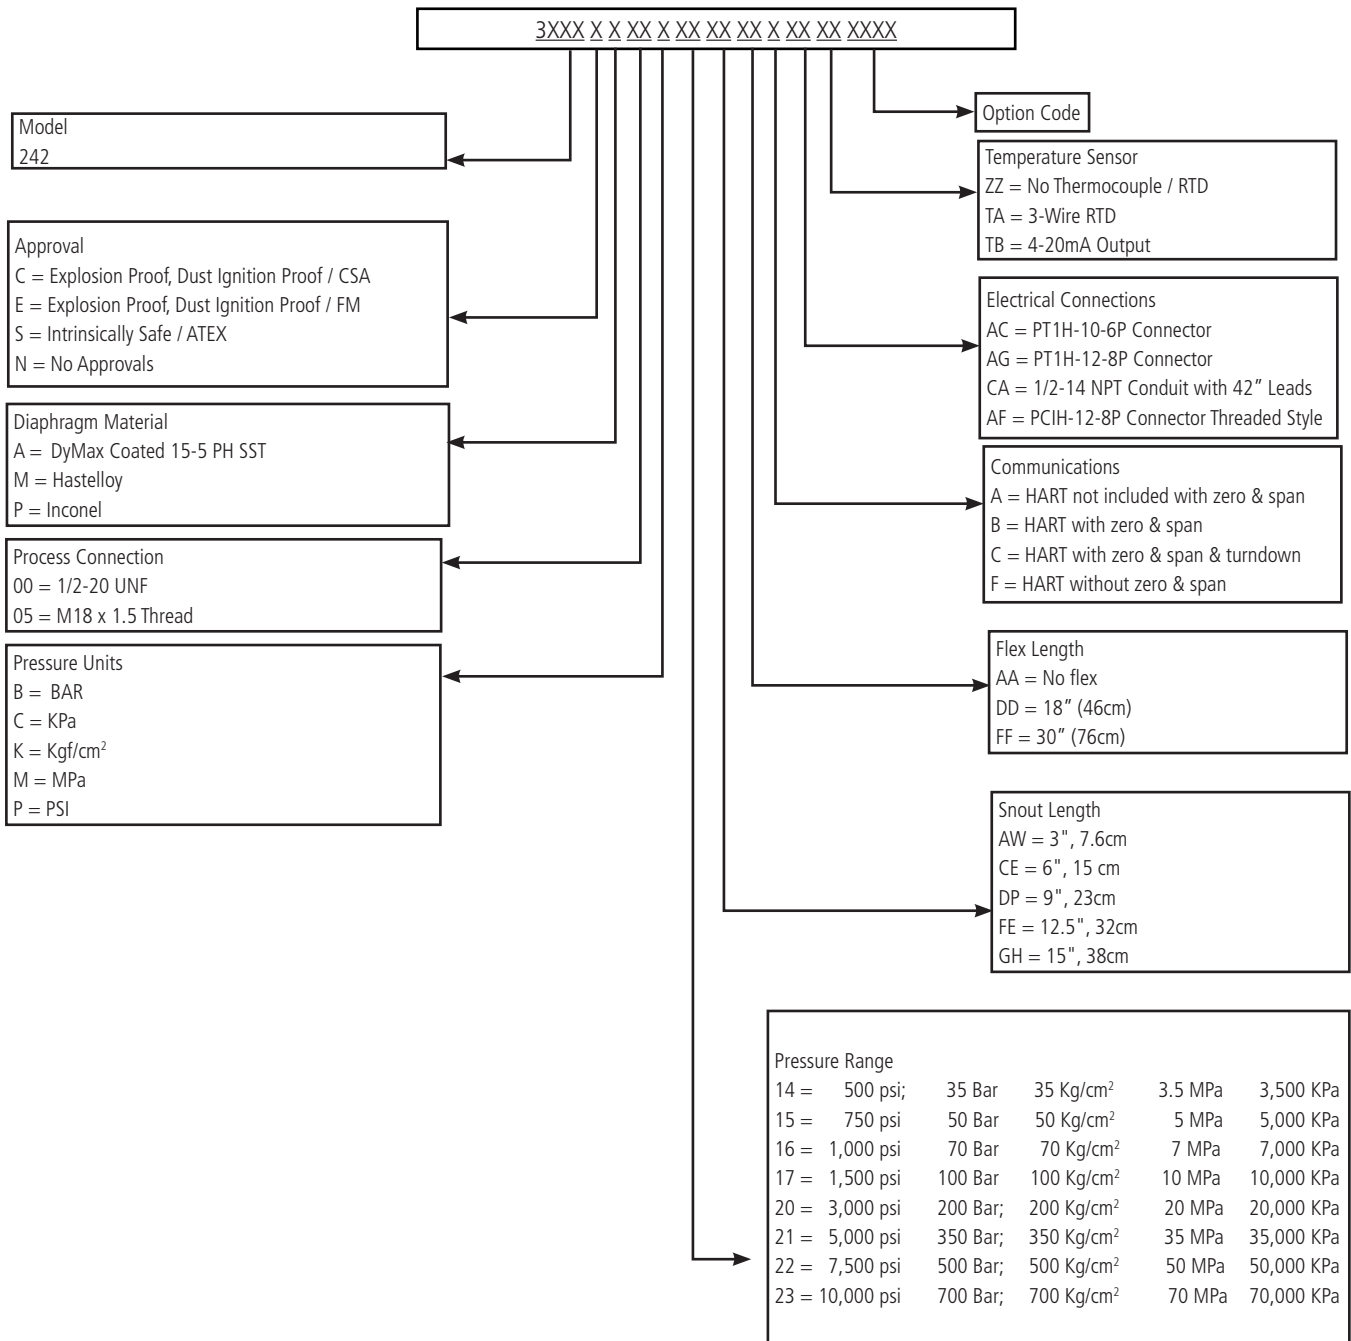 3XXX X X XX X XX XX XX X XX XX XXXX
Model
242
Approval
C = Explosion Proof, Dust Ignition Proof / CSA
E = Explosion Proof, Dust Ignition Proof / FM
S = Intrinsically Safe / ATEX
N = No Approvals
Diaphragm Material
A = DyMax Coated 15-5 PH SST
M = Hastelloy
P = Inconel
Process Connection
00 = 1/2-20 UNF
05 = M18 x 1.5 Thread
Pressure Units
B = BAR
C = KPa
K = Kgf/cm²
M = MPa
P = PSI
Option Code
Temperature Sensor
ZZ = No Thermocouple / RTD
TA = 3-Wire RTD
TB = 4-20mA Output
Electrical Connections
AC = PT1H-10-6P Connector
AG = PT1H-12-8P Connector
CA = 1/2-14 NPT Conduit with 42" Leads
AF = PCIH-12-8P Connector Threaded Style
Communications
A = HART not included with zero & span
B = HART with zero & span
C = HART with zero & span & turndown
F = HART without zero & span
Flex Length
AA = No flex
DD = 18" (46cm)
FF = 30" (76cm)
Snout Length
AW = 3", 7.6cm
CE = 6", 15 cm
DP = 9", 23cm
FE = 12.5", 32cm
GH = 15", 38cm
Pressure Range
14 = 500 psi; 35 Bar 35 Kg/cm² 3.5 MPa 3,500 KPa
15 = 750 psi 50 Bar 50 Kg/cm² 5 MPa 5,000 KPa
16 = 1,000 psi 70 Bar 70 Kg/cm² 7 MPa 7,000 KPa
17 = 1,500 psi 100 Bar 100 Kg/cm² 10 MPa 10,000 KPa
20 = 3,000 psi 200 Bar; 200 Kg/cm² 20 MPa 20,000 KPa
21 = 5,000 psi 350 Bar; 350 Kg/cm² 35 MPa 35,000 KPa
22 = 7,500 psi 500 Bar; 500 Kg/cm² 50 MPa 50,000 KPa
23 = 10,000 psi 700 Bar; 700 Kg/cm² 70 MPa 70,000 KPa